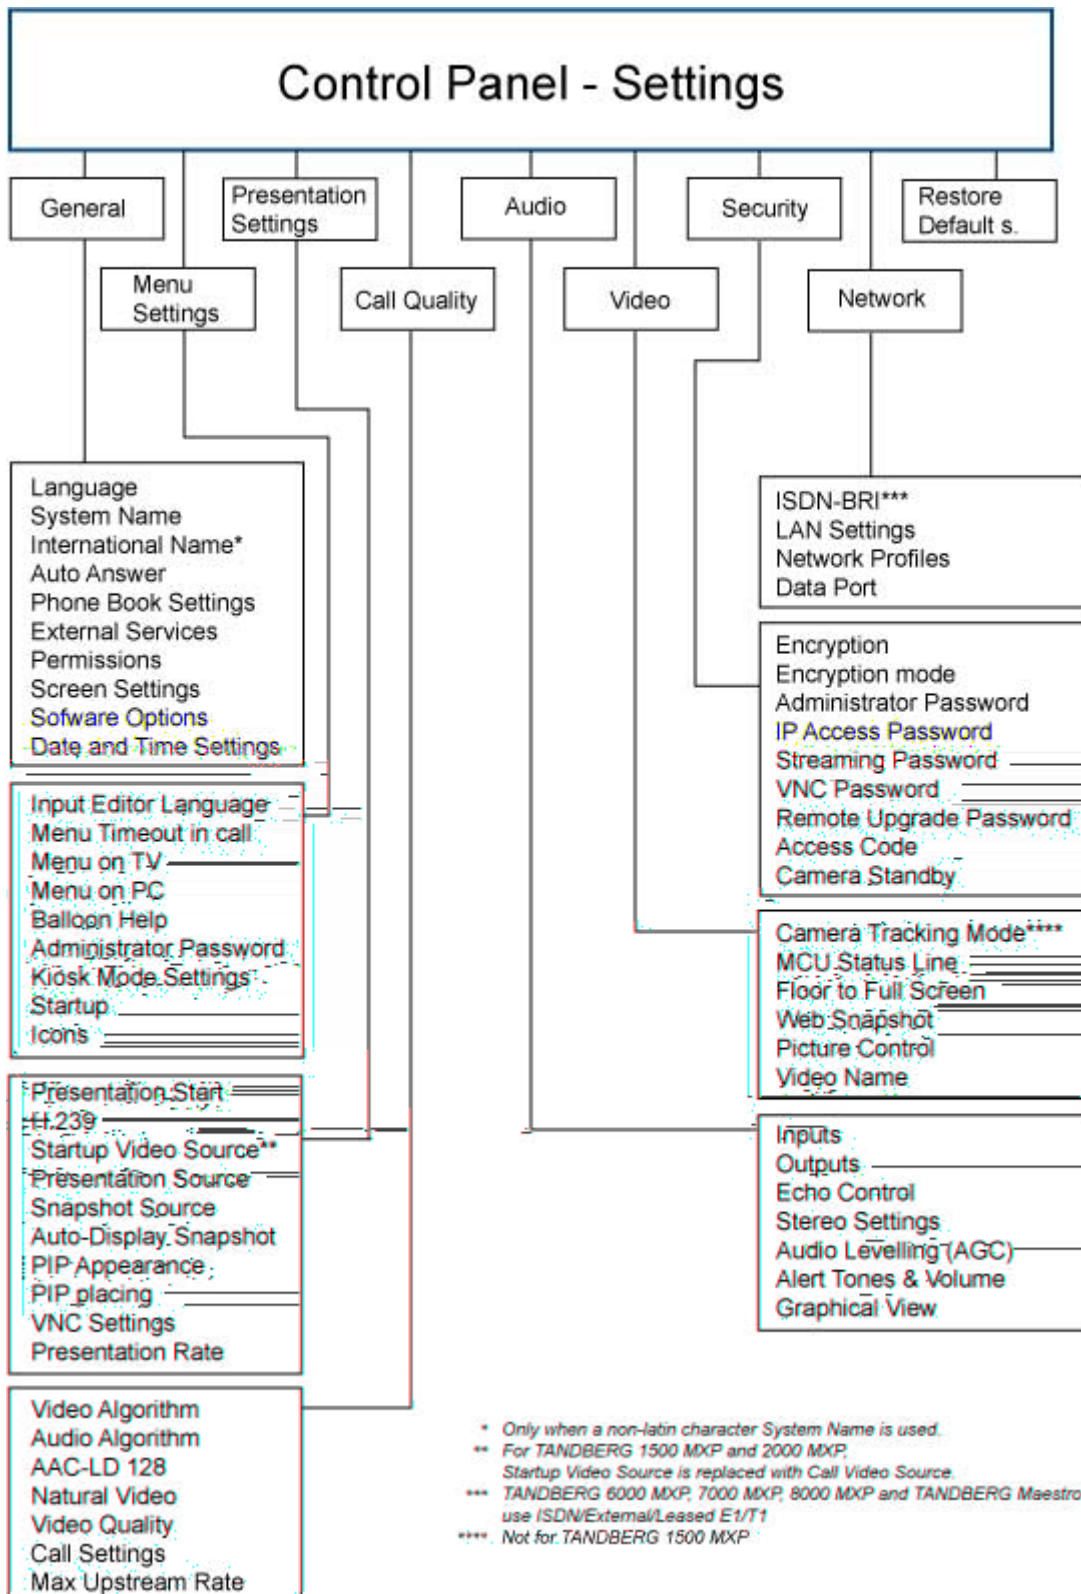 Control Panel - Settings
General
Presentation
Settings
Audio
Security
Restore
Default s.
Menu
Settings
Call Quality
Video
Network
Language
System Name
International Name*
Auto Answer
Phone Book Settings
External Services
Permissions
Screen Settings
Sofware Options
Date and Time Settings
Input Editor Language
Menu Timeout in call
Menu on TV
Menu on PC
Balloon Help
Administrator Password
Kiosk Mode Settings
Startup
Icons
Presentation Start
H.239
Startup Video Source**
Presentation Source
Snapshot Source
Auto-Display Snapshot
PIP Appearance
PIP placing
VNC Settings
Presentation Rate
Video Algorithm
Audio Algorithm
AAC-LD 128
Natural Video
Video Quality
Call Settings
Max Upstream Rate
ISDN-BRI***
LAN Settings
Network Profiles
Data Port
Encryption
Encryption mode
Administrator Password
IP Access Password
Streaming Password
VNC Password
Remote Upgrade Password
Access Code
Camera Standby
Camera Tracking Mode****
MCU Status Line
Floor to Full Screen
Web Snapshot
Picture Control
Video Name
Inputs
Outputs
Echo Control
Stereo Settings
Audio Levelling (AGC)
Alert Tones & Volume
Graphical View
* Only when a non-latin character System Name is used.
** For TANDBERG 1500 MXP and 2000 MXP,
Startup Video Source is replaced with Call Video Source.
*** TANDBERG 6000 MXP, 7000 MXP, 8000 MXP and TANDBERG Maestro
use ISDN/External/Leased E1/T1
**** Not for TANDBERG 1500 MXP